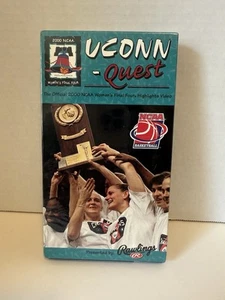 2000 NCAA
Women's Final Four
UCONN
-Quest
The Official 2000 NCAA Women's Final Four Highlights Video
NCAA
BASKETBALL
Presented by Rawlings
R